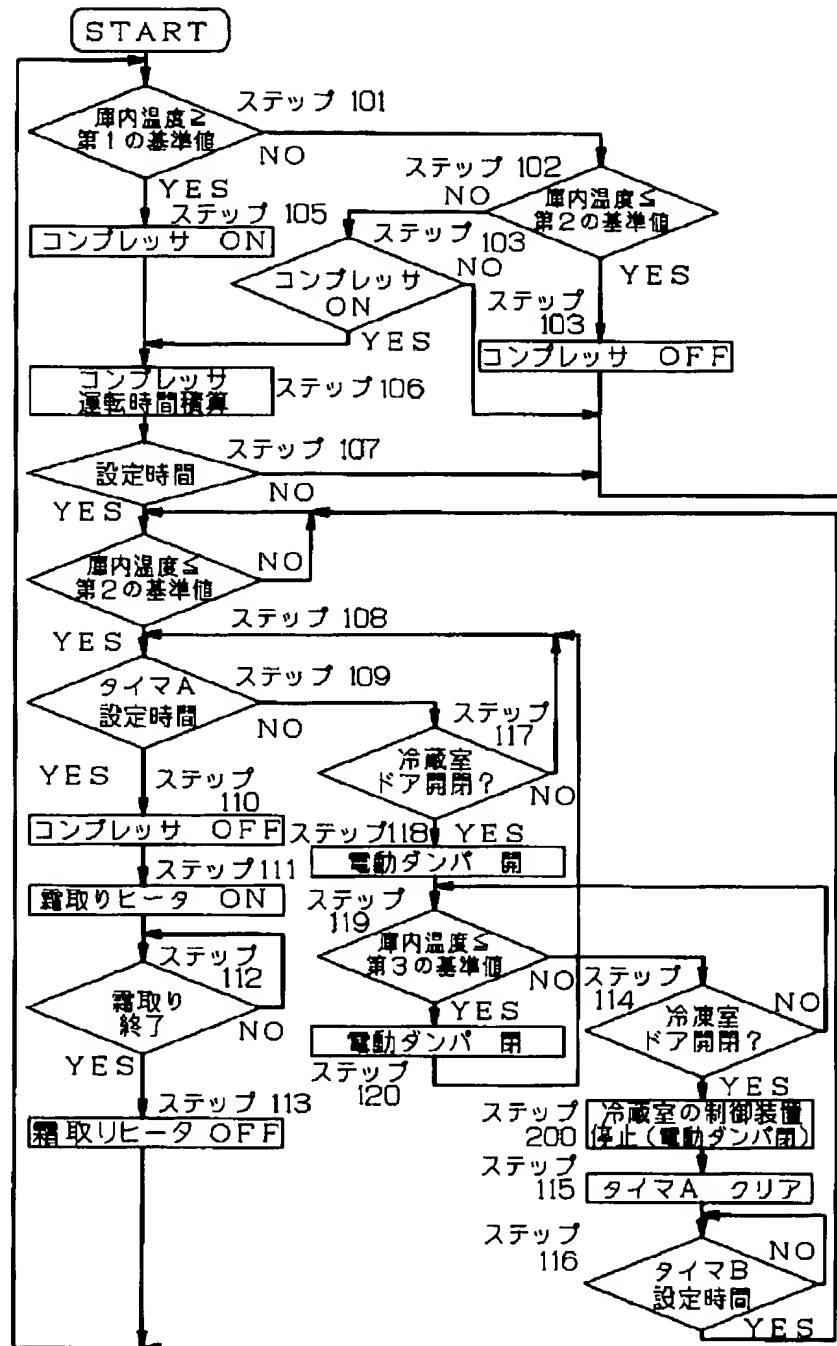 START
ステップ 101
庫内温度≧
第1の基準値
NO
YES
ステップ 102
NO
庫内温度≦
第2の基準値
YES
ステップ 105
コンプレッサ ON
ステップ 103
NO
コンプレッサ
ON
YES
ステップ
103
コンプレッサ OFF
コンプレッサ
運転時間積算
ステップ106
ステップ 107
設定時間
NO
YES
庫内温度≦
第2の基準値
NO
YES
ステップ 108
タイマA
設定時間
ステップ 109
NO
YES
ステップ
117
冷蔵室
ドア開閉?
NO
YES
ステップ
110
コンプレッサ OFF
ステップ118
電動ダンパ 開
ステップ111
霜取りヒータ ON
ステップ
119
庫内温度≦
第3の基準値
NO
YES
ステップ
112
霜取り
終了
NO
YES
電動ダンパ 閉
ステップ
120
ステップ
114
冷凍室
ドア開閉?
NO
YES
ステップ 113
霜取りヒータ OFF
ステップ
200
冷蔵室の制御装置
停止(電動ダンパ閉)
ステップ
115
タイマA クリア
ステップ
116
タイマB
設定時間
NO
YES